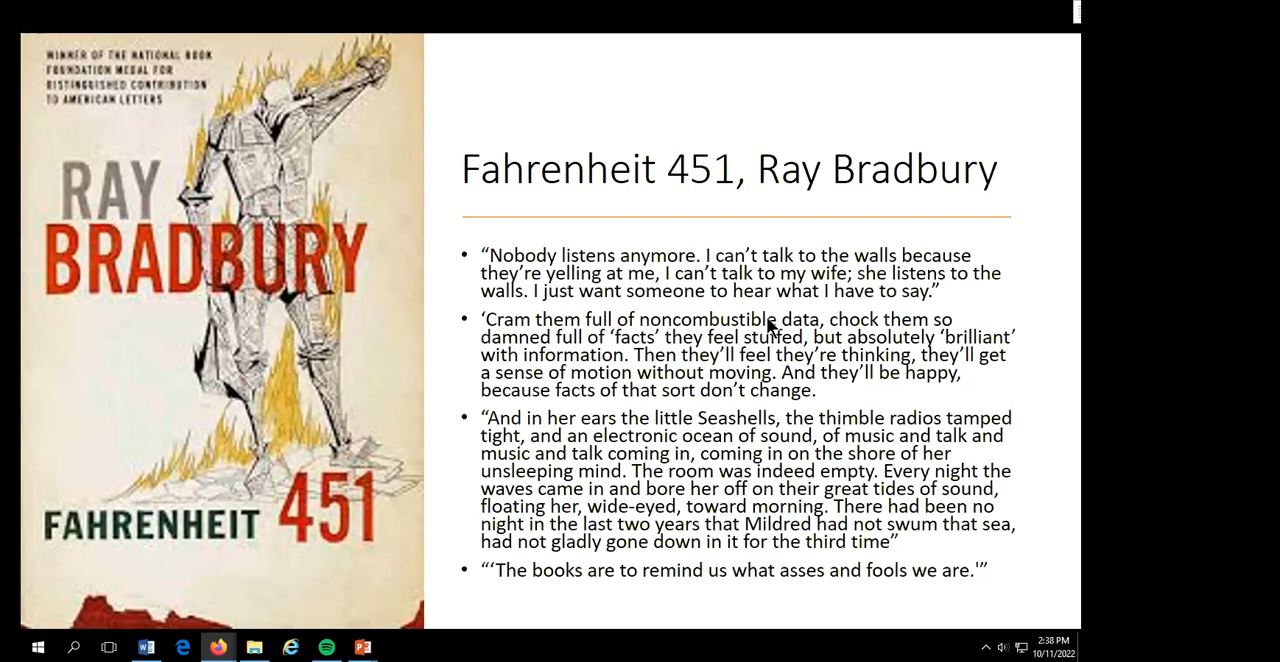 WINNER OF THE NATIONAL BOOK
FOUNDATION MEDAL FOR
DISTINGUISHED CONTRIBUTION
TO AMERICAN LETTERS
RAY
BRADBURY
FAHRENHEIT 451
Fahrenheit 451, Ray Bradbury
• “Nobody listens anymore. I can’t talk to the walls because
they’re yelling at me, I can’t talk to my wife; she listens to the
walls. I just want someone to hear what I have to say.”
• ‘Cram them full of noncombustible data, chock them so
damned full of ‘facts’ they feel stuffed, but absolutely ‘brilliant’
with information. Then they’ll feel they’re thinking, they’ll get
a sense of motion without moving. And they’ll be happy,
because facts of that sort don’t change.
• “And in her ears the little Seashells, the thimble radios tamped
tight, and an electronic ocean of sound, of music and talk and
music and talk coming in, coming in on the shore of her
unsleeping mind. The room was indeed empty. Every night the
waves came in and bore her off on their great tides of sound,
floating her, wide-eyed, toward morning. There had been no
night in the last two years that Mildred had not swum that sea,
had not gladly gone down in it for the third time”
• “‘The books are to remind us what asses and fools we are.'”
2:38 PM
10/11/2022